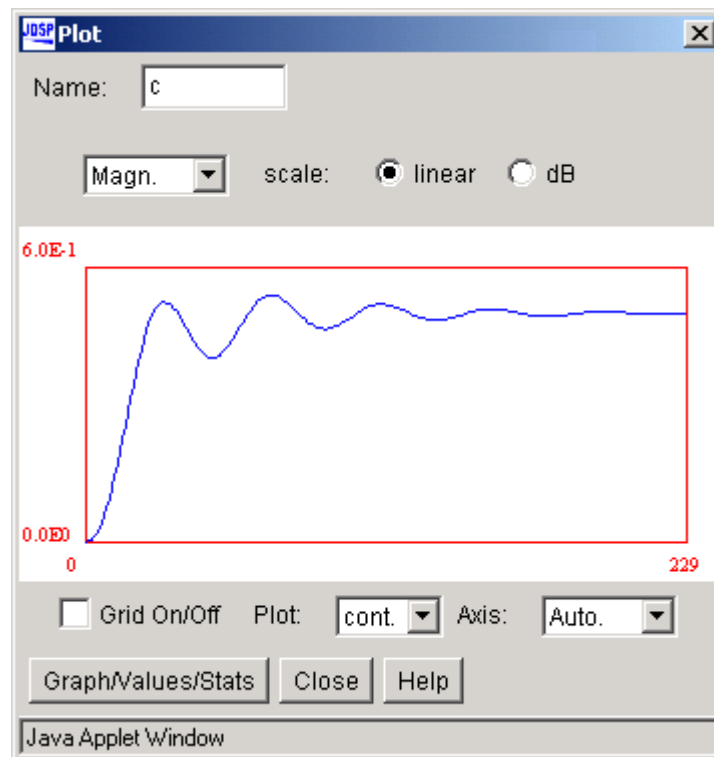 JDSP Plot
Name: c
Magn. scale: linear dB
6.0E-1
0.0E0
0 229
Grid On/Off Plot: cont. Axis: Auto.
Graph/Values/Stats Close Help
Java Applet Window